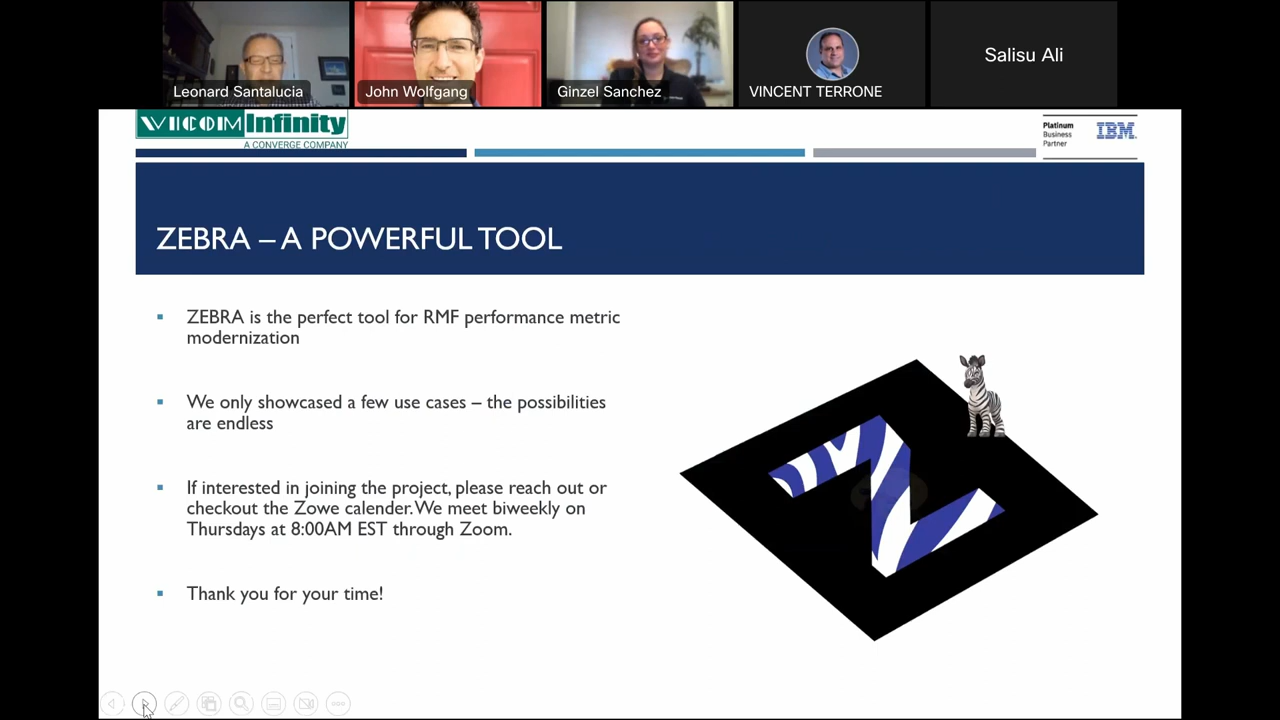 Leonard Santalucia
John Wolfgang
Ginzel Sanchez
VINCENT TERRONE
Salisu Ali
VICOM Infinity
A CONVERGE COMPANY
Platinum
Business
Partner
IBM
ZEBRA – A POWERFUL TOOL
ZEBRA is the perfect tool for RMF performance metric
modernization
We only showcased a few use cases – the possibilities
are endless
If interested in joining the project, please reach out or
checkout the Zowe calender. We meet biweekly on
Thursdays at 8:00AM EST through Zoom.
Thank you for your time!
Z